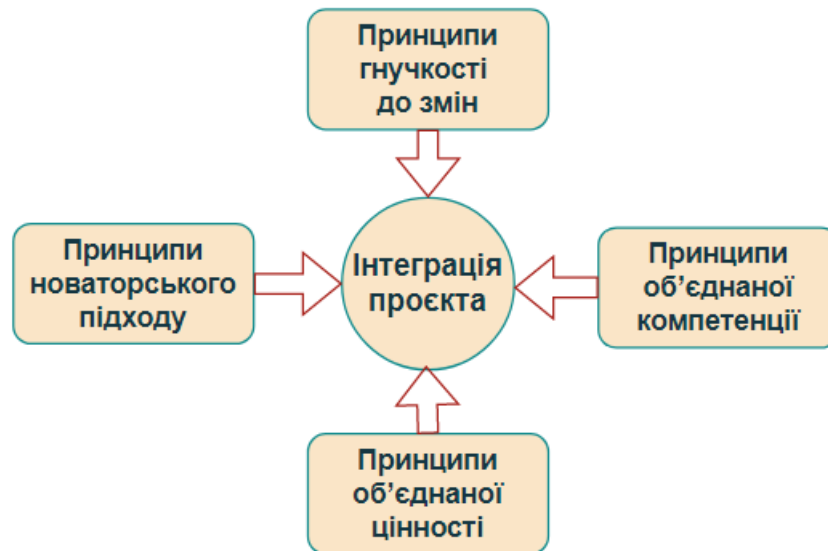 Принципи
гнучкості
до змін
Принципи
новаторського
підходу
Інтеграція
проєкта
Принципи
об’єднаної
компетенції
Принципи
об’єднаної
цінності